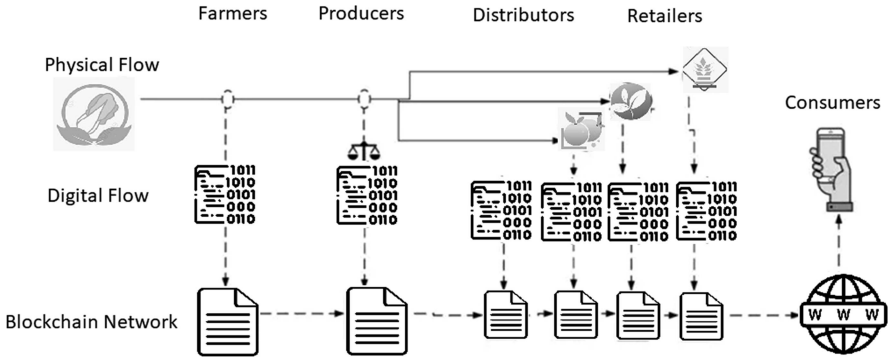 Farmers Producers Distributors Retailers
Physical Flow
Consumers
1011 1011
1010 1010
0101 0101
000 000
0110 0110
1011 1011 1011 1011
1010 1010 1010 1010
0101 0101 0101 0101
000 000 000 000
0110 0110 0110 0110
Digital Flow
Blockchain Network
W W W